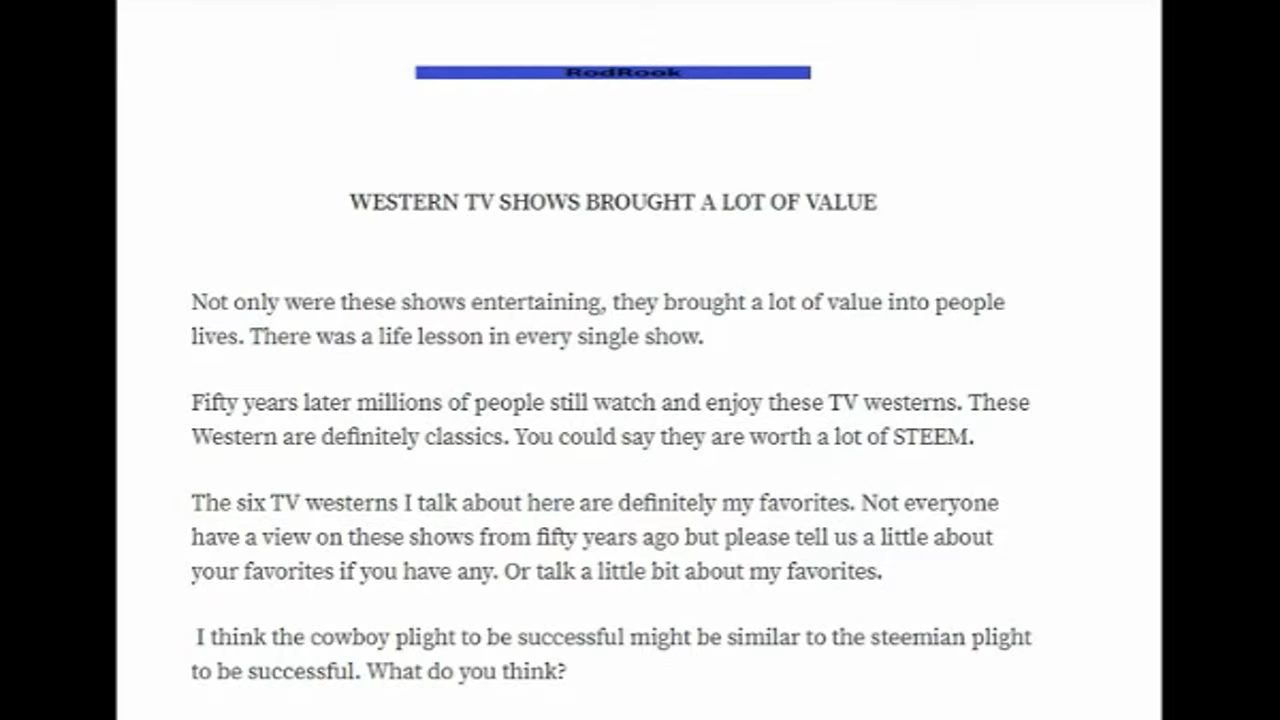 RodRook
WESTERN TV SHOWS BROUGHT A LOT OF VALUE
Not only were these shows entertaining, they brought a lot of value into people
lives. There was a life lesson in every single show.
Fifty years later millions of people still watch and enjoy these TV westerns. These
Western are definitely classics. You could say they are worth a lot of STEEM.
The six TV westerns I talk about here are definitely my favorites. Not everyone
have a view on these shows from fifty years ago but please tell us a little about
your favorites if you have any. Or talk a little bit about my favorites.
I think the cowboy plight to be successful might be similar to the steemian plight
to be successful. What do you think?